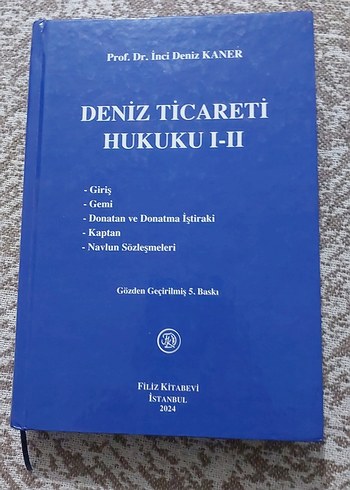 Prof. Dr. İnci Deniz KANER
DENİZ TİCARETİ
HUKUKU I-II
- Giriş
- Gemi
- Donatan ve Donatma İştiraki
- Kaptan
- Navlun Sözleşmeleri
Gözden Geçirilmiş 5. Baskı
FİLİZ KİTABEVİ
İSTANBUL
2024